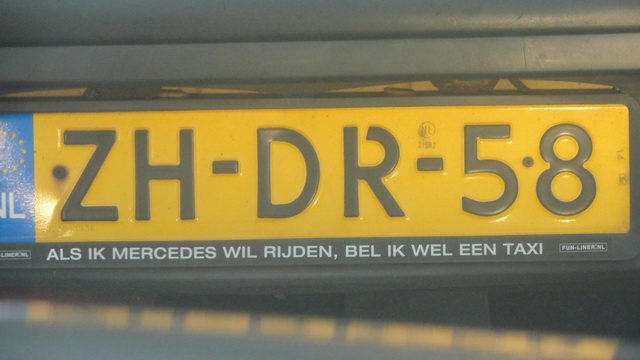 NL ZH-DR-58
ALS IK MERCEDES WIL RIJDEN, BEL IK WEL EEN TAXI FUN-LINER.NL